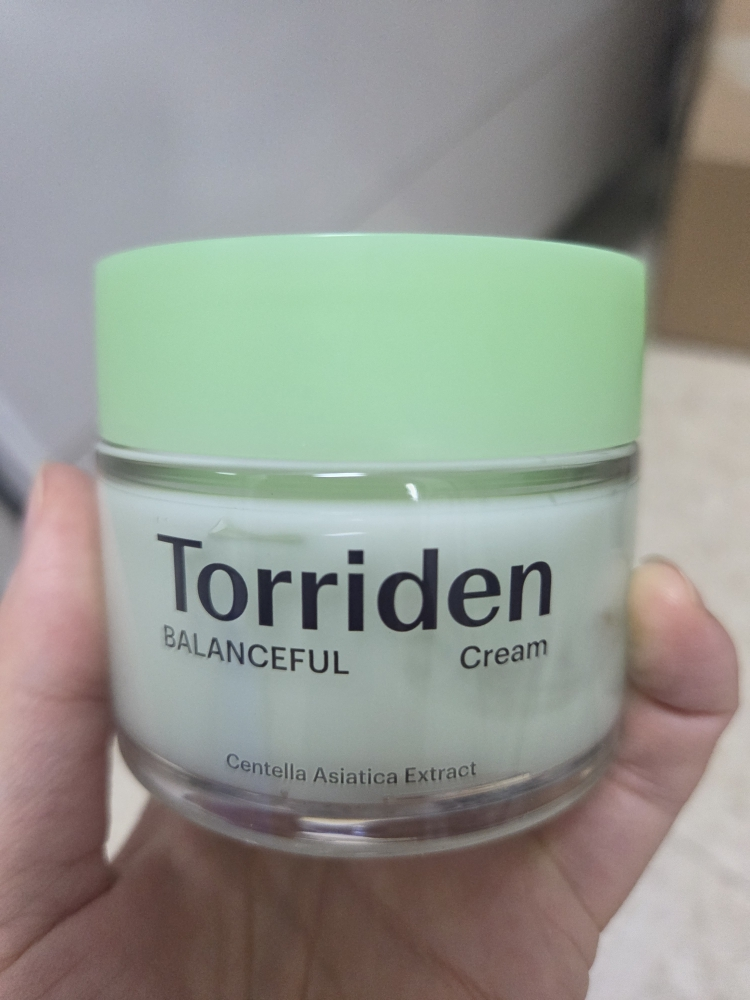 Torriden
BALANCEFUL Cream
Centella Asiatica Extract